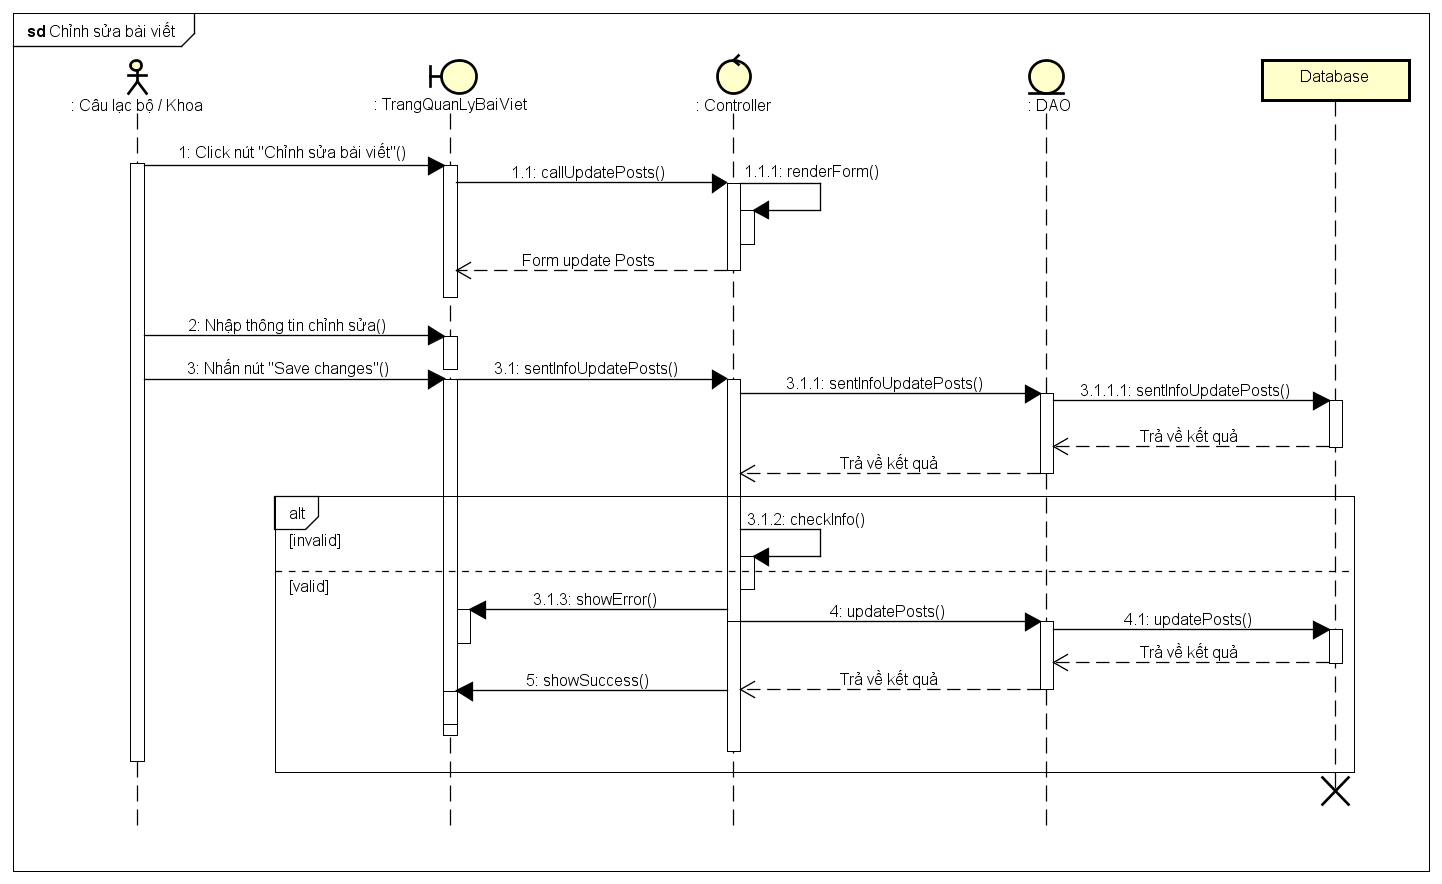 sd Chỉnh sửa bài viết
: Câu lạc bộ / Khoa
: TrangQuanLyBaiViet
: Controller
: DAO
Database
1: Click nút "Chỉnh sửa bài viết"()
1.1: callUpdatePosts()
1.1.1: renderForm()
Form update Posts
2: Nhập thông tin chỉnh sửa()
3: Nhấn nút "Save changes"()
3.1: sentInfoUpdatePosts()
3.1.1: sentInfoUpdatePosts()
3.1.1.1: sentInfoUpdatePosts()
Trả về kết quả
Trả về kết quả
alt
3.1.2: checkInfo()
[invalid]
[valid]
3.1.3: showError()
4: updatePosts()
4.1: updatePosts()
Trả về kết quả
Trả về kết quả
5: showSuccess()